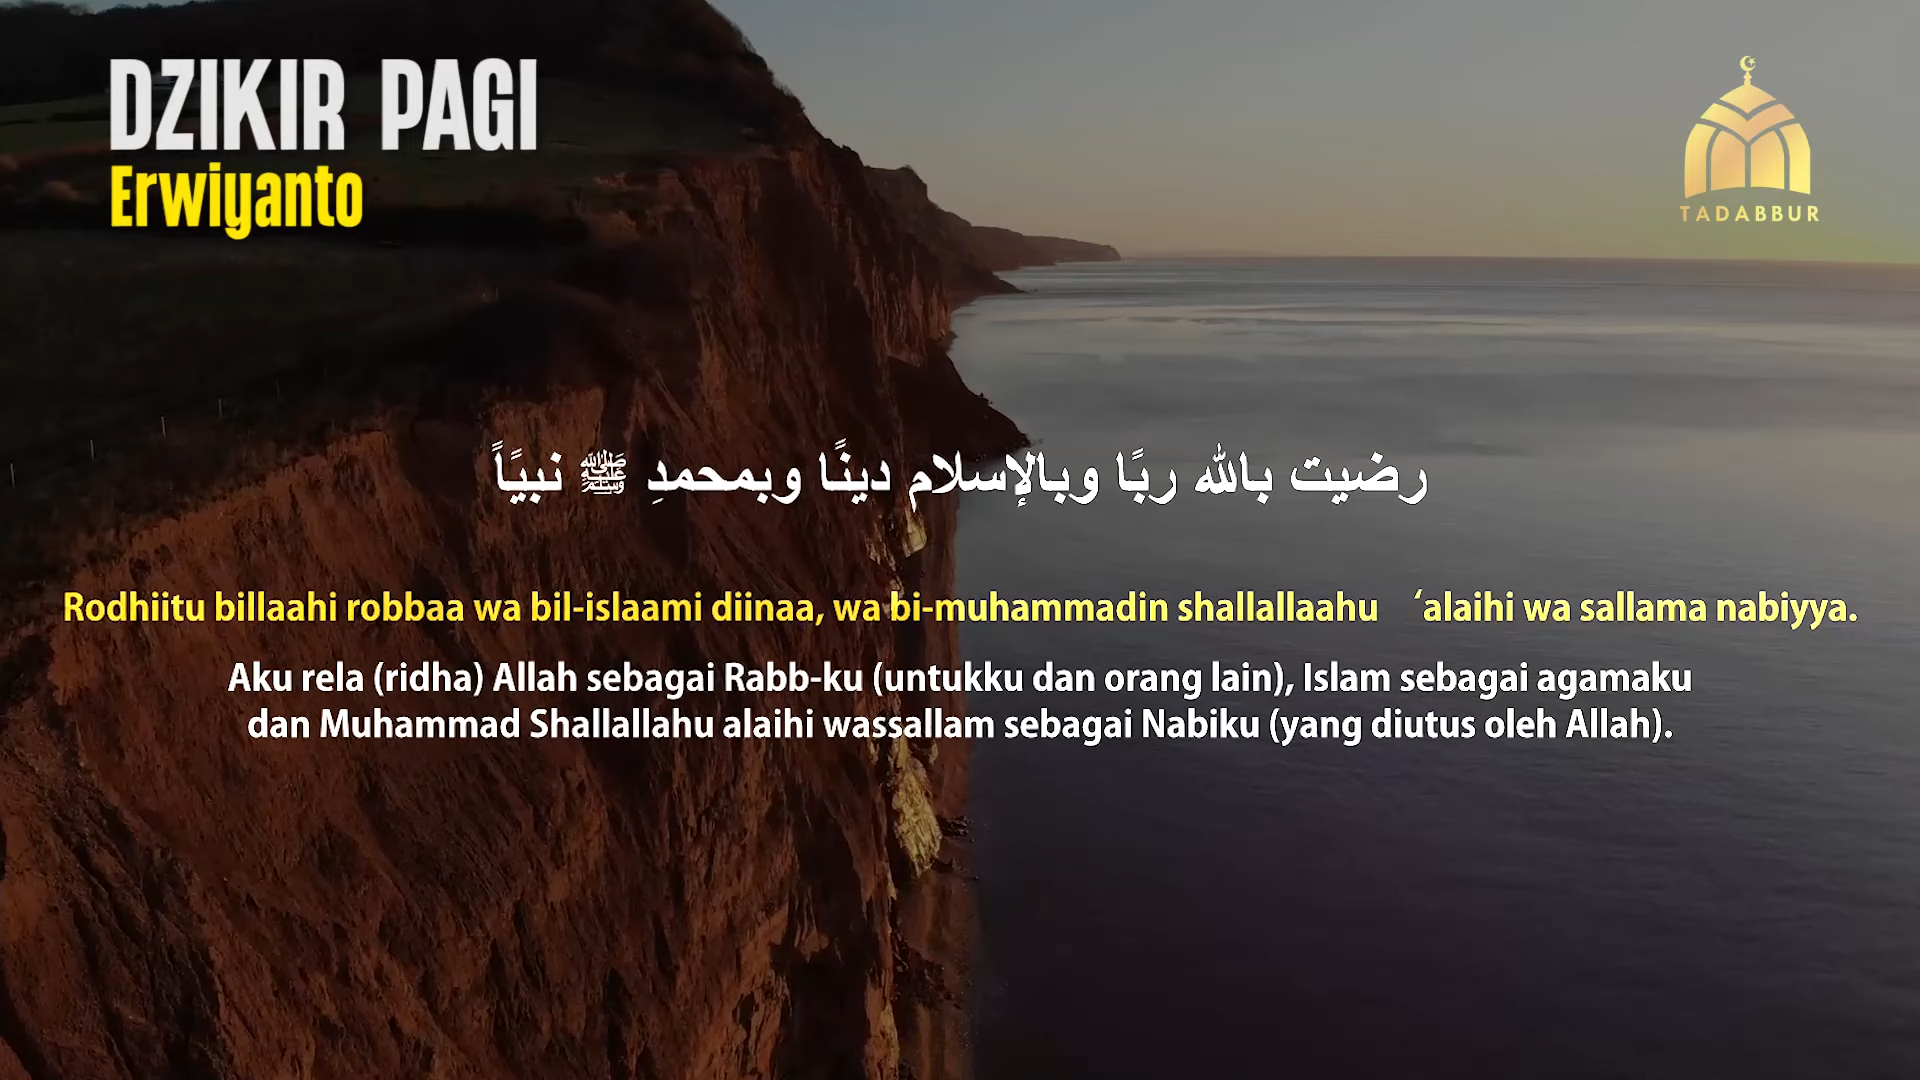 DZIKIR PAGI
Erwiyanto
TADABBUR
رضيت بالله ربًا وبالإسلام دينًا وبمحمدِ ﷺ نبيًاً
Rodhiitu billaahi robbaa wa bil-islaami diinaa, wa bi-muhammadin shallallaahu ‘alaihi wa sallama nabiyya.
Aku rela (ridha) Allah sebagai Rabb-ku (untukku dan orang lain), Islam sebagai agamaku
dan Muhammad Shallallahu alaihi wassallam sebagai Nabiku (yang diutus oleh Allah).